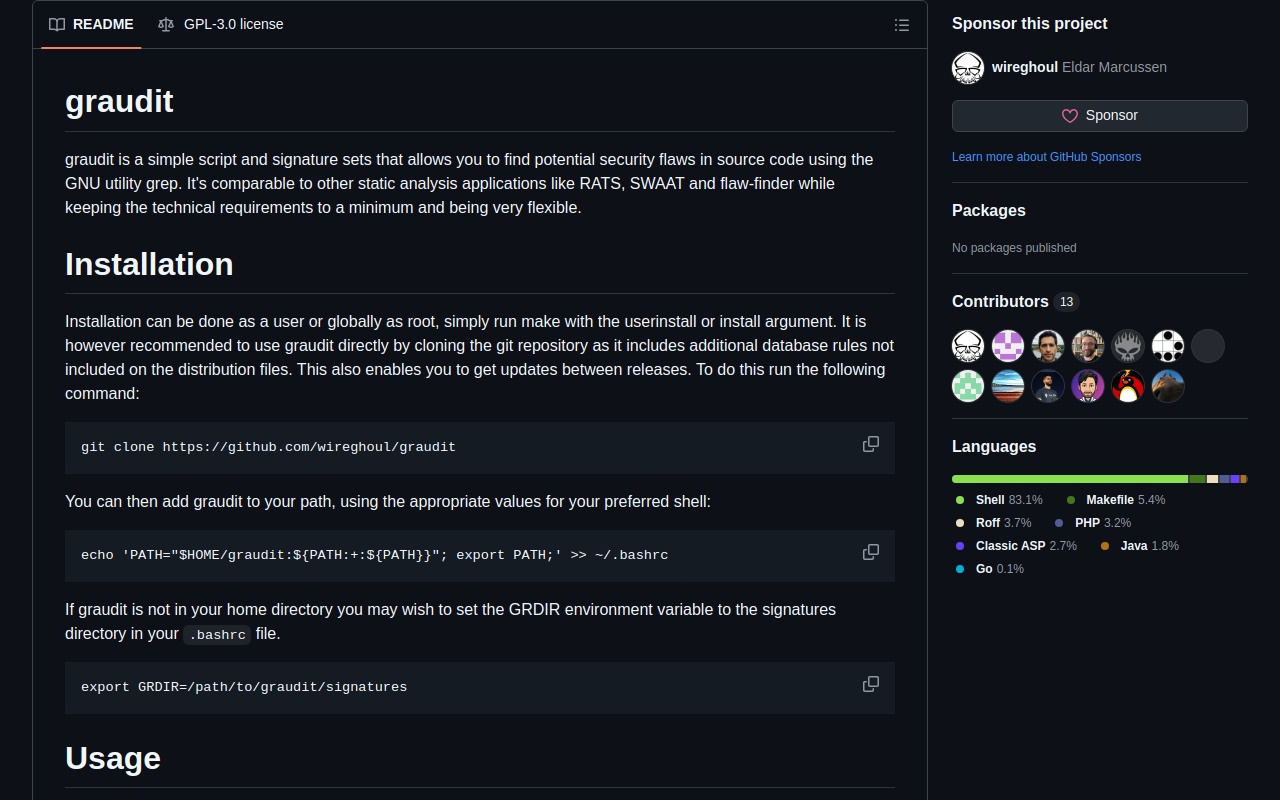 README
GPL-3.0 license
graudit
graudit is a simple script and signature sets that allows you to find potential security flaws in source code using the
GNU utility grep. It's comparable to other static analysis applications like RATS, SWAAT and flaw-finder while
keeping the technical requirements to a minimum and being very flexible.
Installation
Installation can be done as a user or globally as root, simply run make with the userinstall or install argument. It is
however recommended to use graudit directly by cloning the git repository as it includes additional database rules not
included on the distribution files. This also enables you to get updates between releases. To do this run the following
command:
git clone https://github.com/wireghoul/graudit
You can then add graudit to your path, using the appropriate values for your preferred shell:
echo 'PATH="$HOME/graudit:${PATH:+:${PATH}}"; export PATH;' >> ~/.bashrc
If graudit is not in your home directory you may wish to set the GRDIR environment variable to the signatures
directory in your .bashrc file.
export GRDIR=/path/to/graudit/signatures
Usage
Sponsor this project
wireghoul Eldar Marcussen
Sponsor
Learn more about GitHub Sponsors
Packages
No packages published
Contributors 13
Languages
Shell 83.1% Makefile 5.4%
Roff 3.7% PHP 3.2%
Classic ASP 2.7% Java 1.8%
Go 0.1%